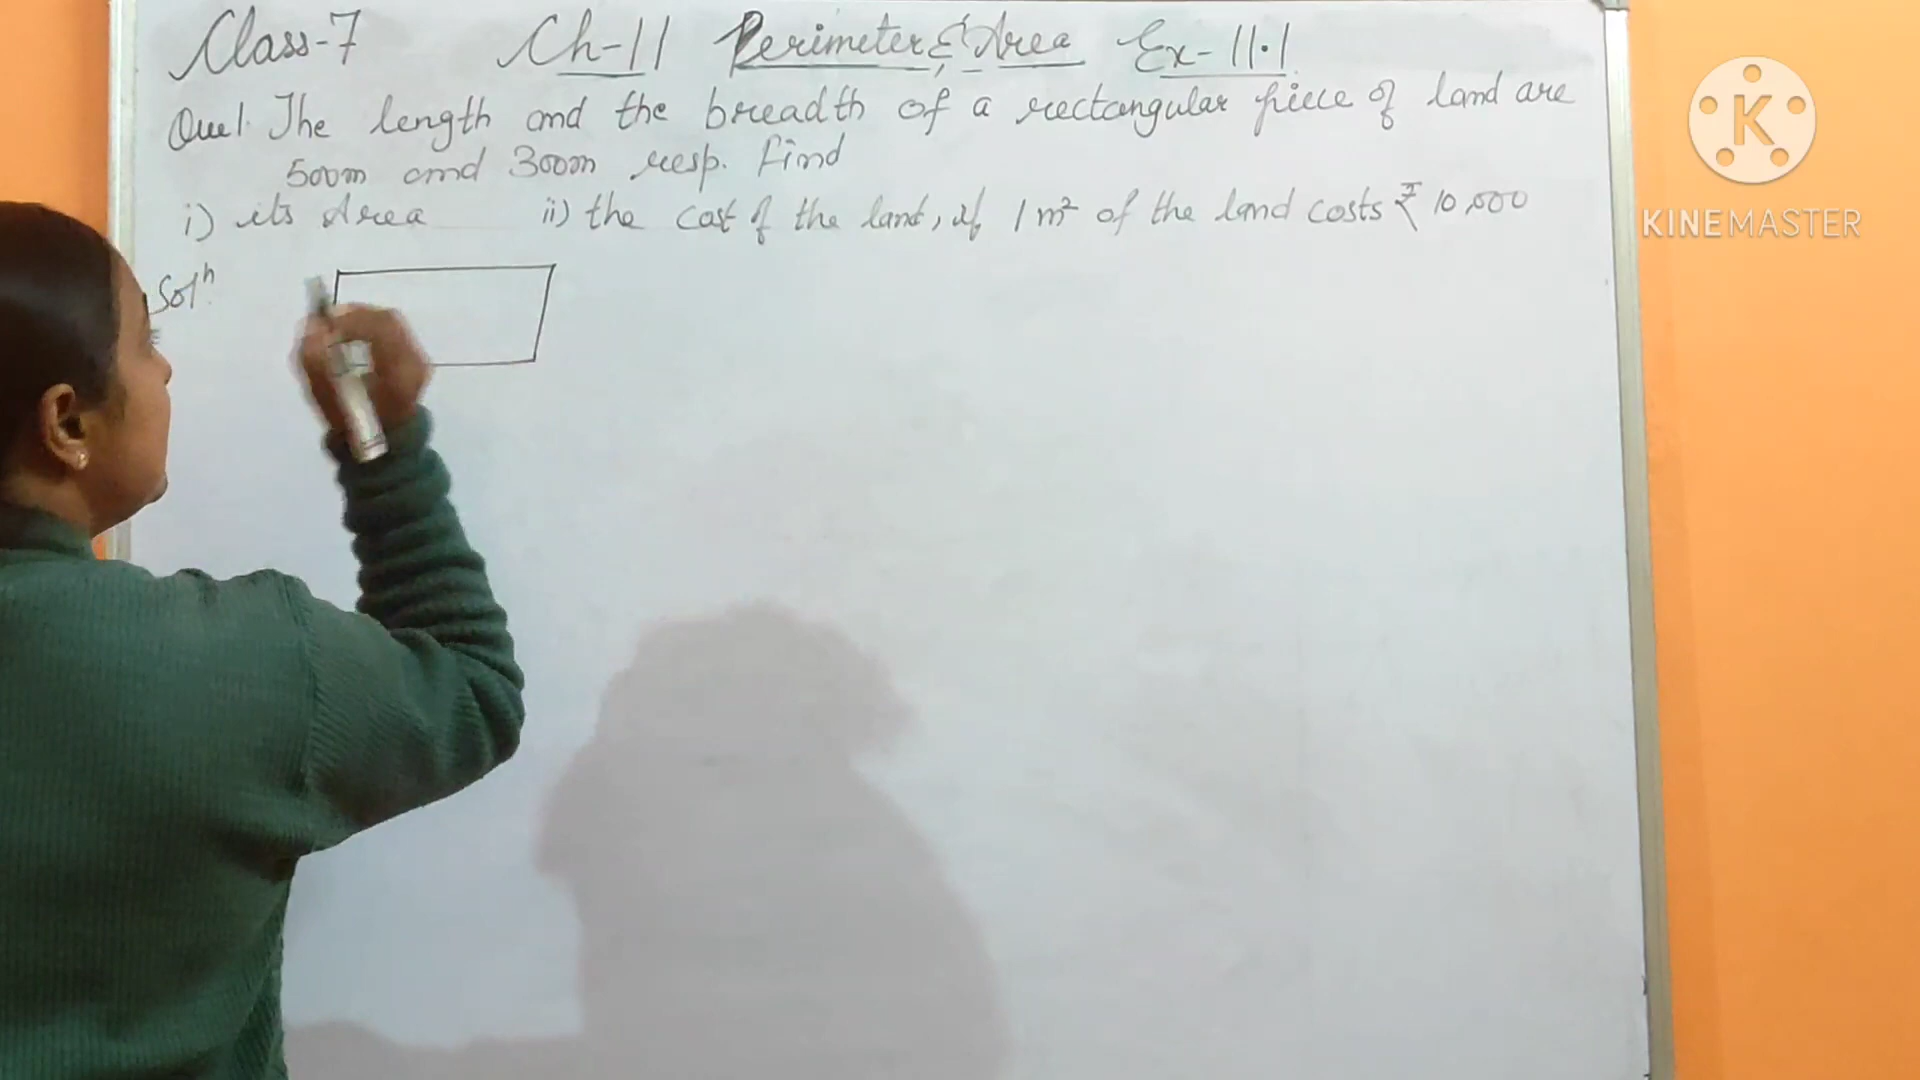 Class-7 Ch-11 Perimeter & Area Ex-11.1
Que1. The length and the breadth of a rectangular piece of land are
500m and 300m resp. Find
i) its Area ii) the cost of the land, if 1 m² of the land costs ₹ 10,000
Solⁿ.
K
KINEMASTER